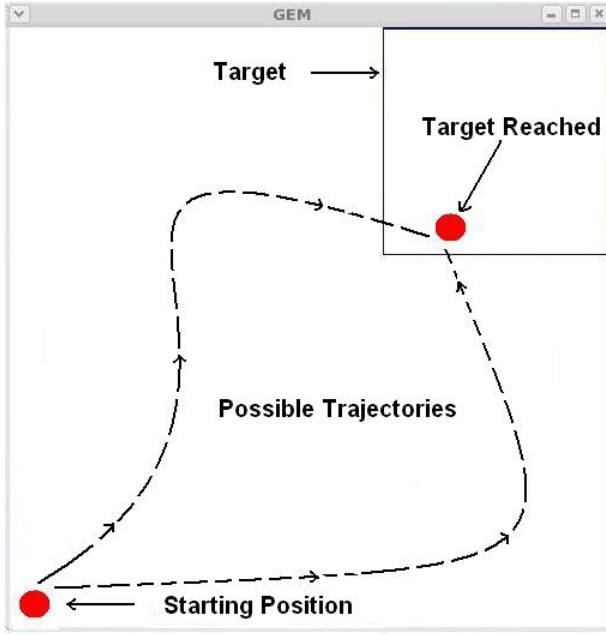 GEM
Target
Target Reached
Possible Trajectories
Starting Position